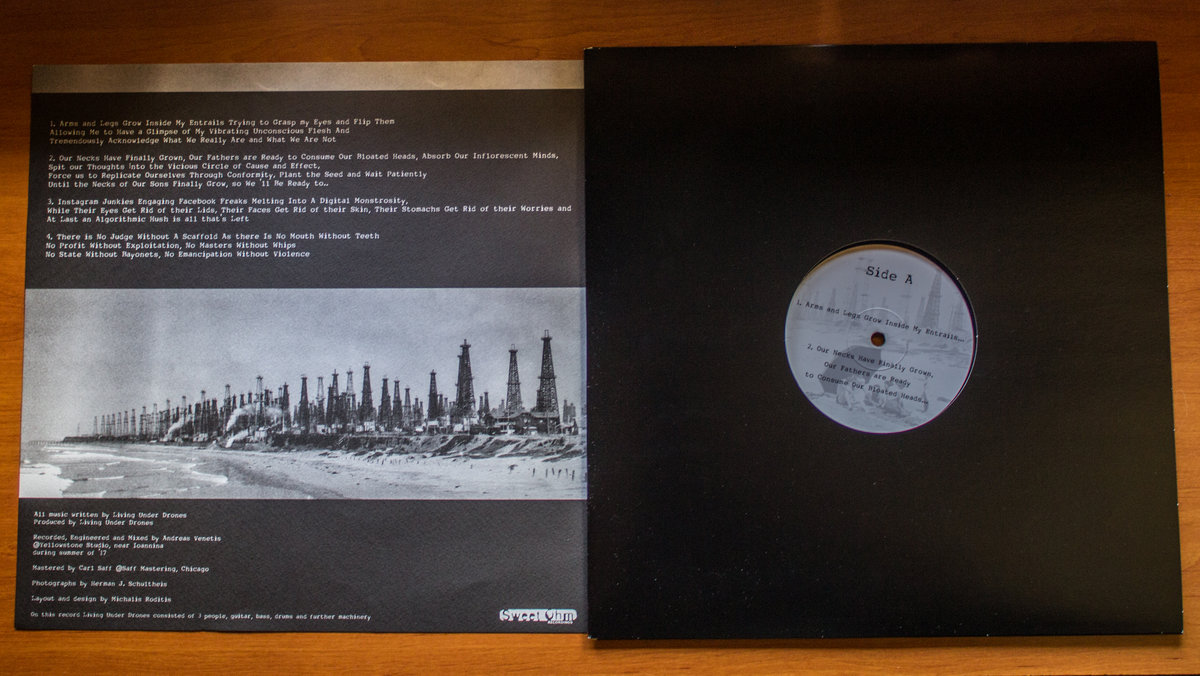 1. Arms and Legs Grow Inside My Entrails Trying to Grasp my Eyes and Flip Them
Allowing Me to Have a Glimpse of My Vibrating Unconscious Flesh And
Tremendously Acknowledge What We Really Are and What We Are Not
2. Our Necks Have Finally Grown, Our Fathers are Ready to Consume Our Bloated Heads, Absorb Our Inflorescent Minds,
Spit our Thoughts Into the Vicious Circle of Cause and Effect,
Force us to Replicate Ourselves Through Conformity, Plant the Seed and Wait Patiently
Until the Necks of Our Sons Finally Grow, so We 'll Be Ready to..
3. Instagram Junkies Engaging Facebook Freaks Melting Into A Digital Monstrosity,
While Their Eyes Get Rid of their Lids, Their Faces Get Rid of their Skin, Their Stomachs Get Rid of their Worries and
At Last an Algorithmic Hush is all that's Left
4. There is No Judge Without A Scaffold As there Is No Mouth Without Teeth
No Profit Without Exploitation, No Masters Without Whips
No State Without Bayonets, No Emancipation Without Violence
All music written by Living Under Drones
Produced by Living Under Drones
Recorded, Engineered and Mixed by Andreas Venetis
@Yellowstone Studio, near Ioannina
during summer of '17
Mastered by Carl Saff @Saff Mastering, Chicago
Photographs by Herman J. Schultheis
Layout and design by Michalis Roditis
On this record Living Under Drones consisted of 3 people, guitar, bass, drums and further machinery
Sweet Ohm
RECORDINGS
Side A
1. Arms and Legs Grow Inside My Entrails...
2. Our Necks Have Finally Grown,
Our Fathers are Ready
to Consume Our Bloated Heads..